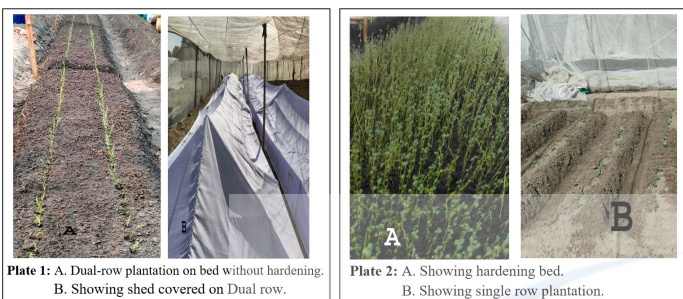 A
B
Plate 1: A. Dual-row plantation on bed without hardening.
B. Showing shed covered on Dual row.
A
B
Plate 2: A. Showing hardening bed.
B. Showing single row plantation.